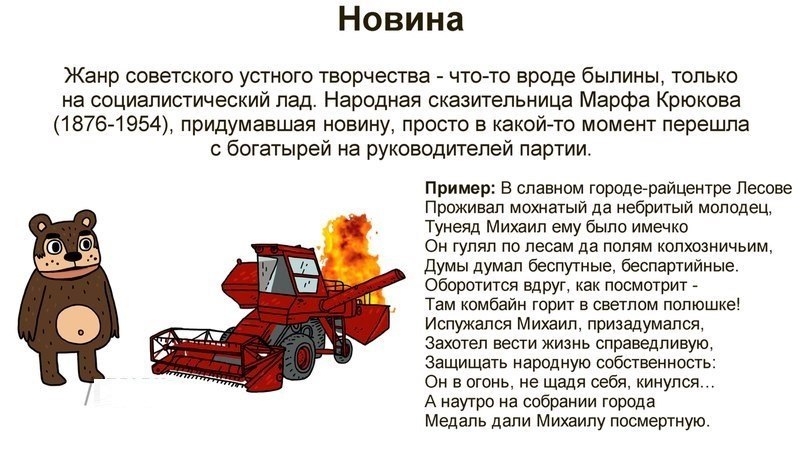 Новина
Жанр советского устного творчества - что-то вроде былины, только
на социалистический лад. Народная сказительница Марфа Крюкова
(1876-1954), придумавшая новину, просто в какой-то момент перешла
с богатырей на руководителей партии.
Пример: В славном городе-райцентре Лесове
Проживал мохнатый да небритый молодец,
Тунеяд Михаил ему было имечко
Он гулял по лесам да полям колхозничьим,
Думы думал беспутные, беспартийные.
Оборотится вдруг, как посмотрит -
Там комбайн горит в светлом полюшке!
Испужался Михаил, призадумался,
Захотел вести жизнь справедливую,
Защищать народную собственность:
Он в огонь, не щадя себя, кинулся…
А наутро на собрании города
Медаль дали Михаилу посмертную.